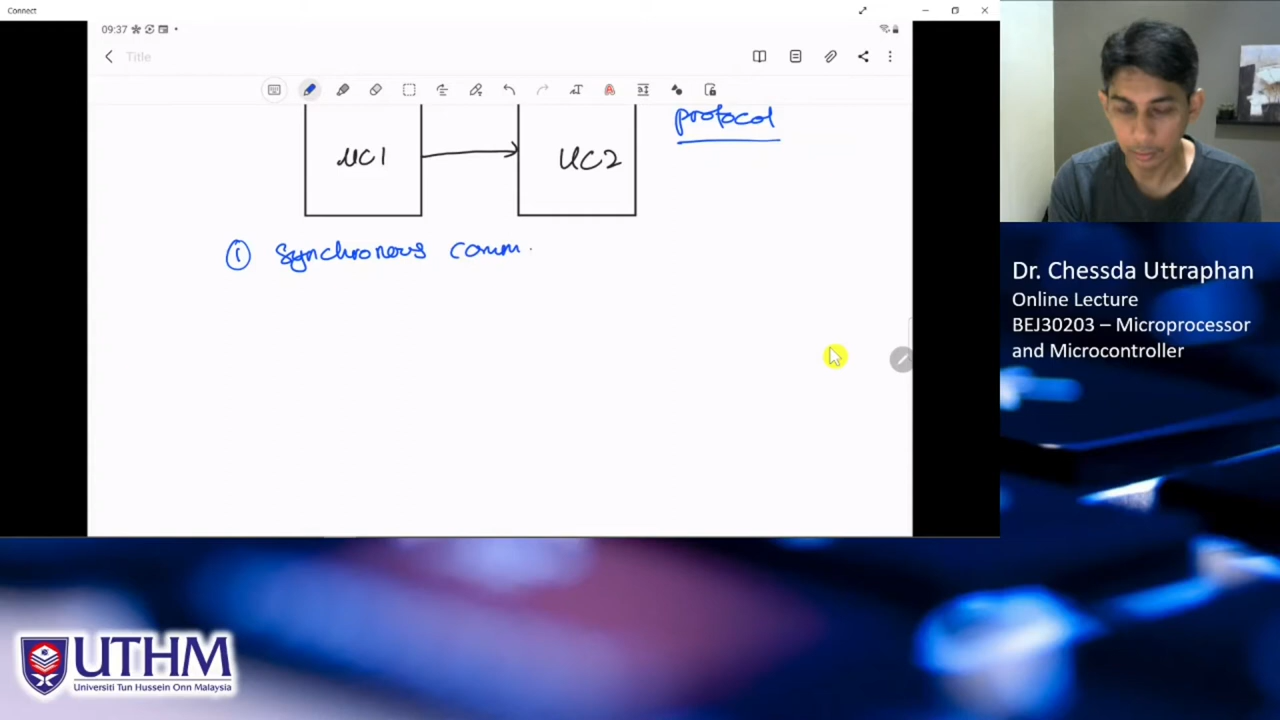 Connect
09:37
Title
protocol
UC1
UC2
① Synchronous comm.
Dr. Chessda Uttraphan
Online Lecture
BEJ30203 – Microprocessor
and Microcontroller
UTHM
Universiti Tun Hussein Onn Malaysia